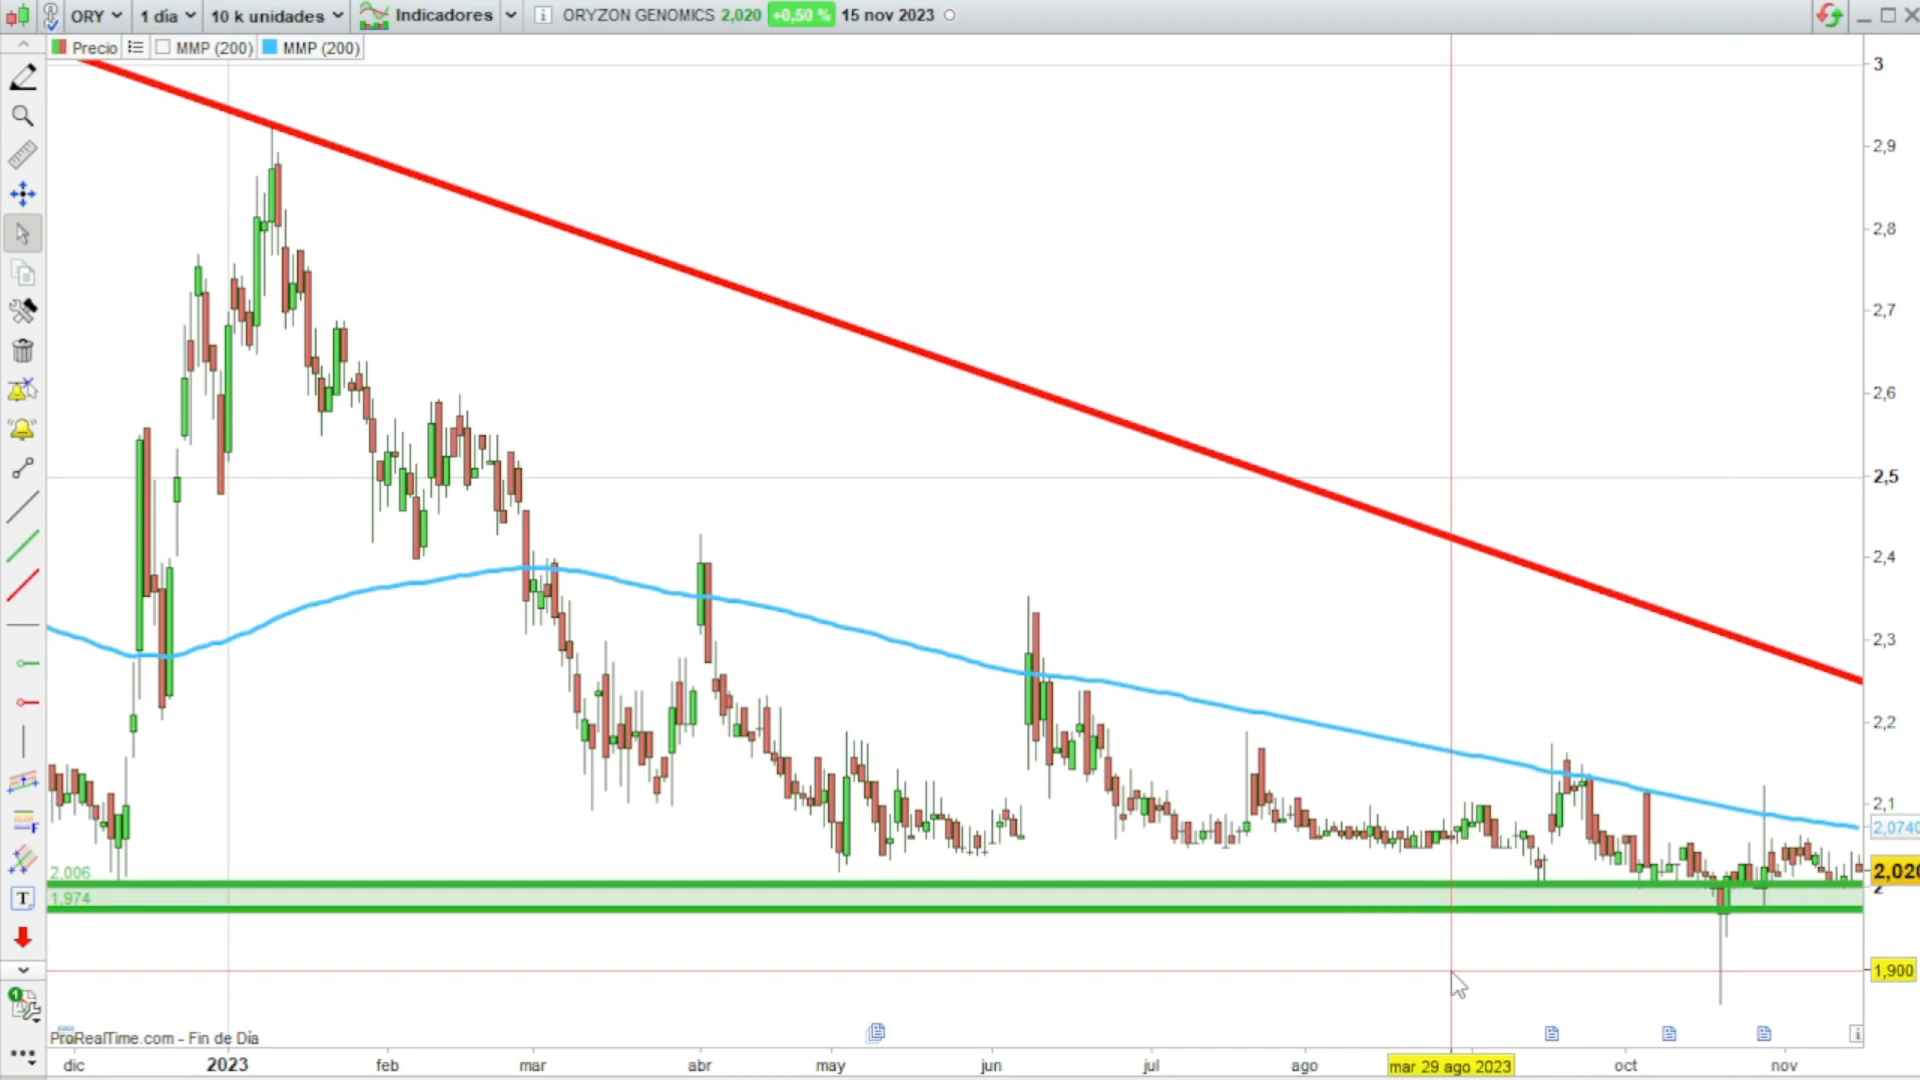 ORY 1 día 10 k unidades Indicadores ORYZON GENOMICS 2,020 +0,50 % 15 nov 2023
Precio MMP (200) MMP (200)
3
2,9
2,8
2,7
2,6
2,5
2,4
2,3
2,2
2,1
2,0740
2,006
2,020
2
1,974
1,900
F
T
1
ProRealTime.com - Fin de Día
dic 2023 feb mar abr may jun jul ago mar 29 ago 2023 oct nov